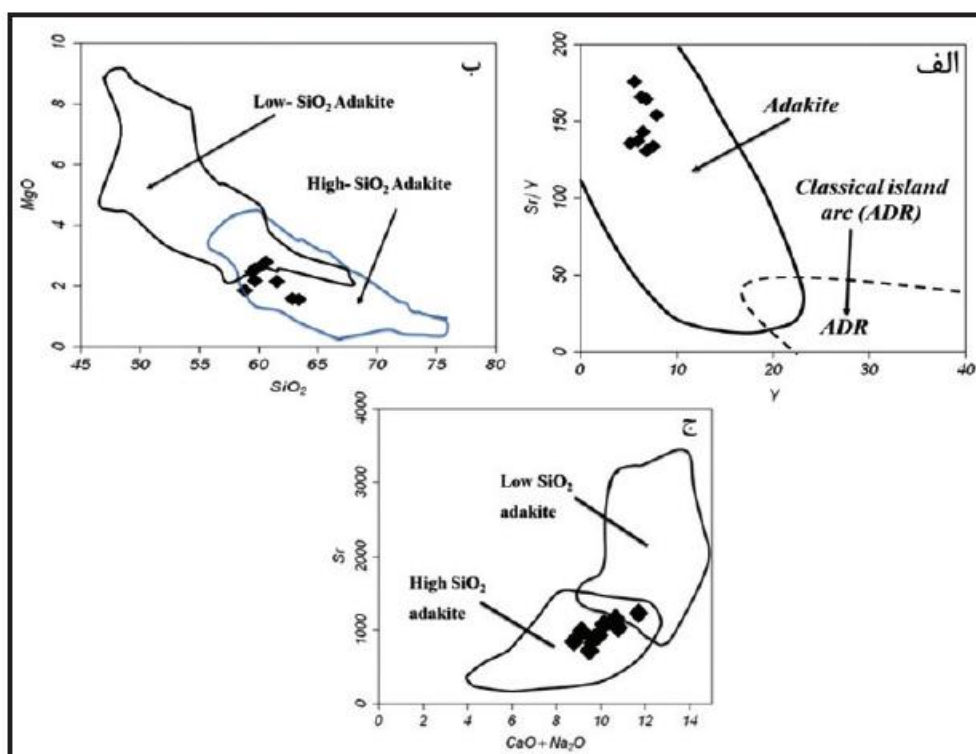 ب
10
8
6
4
2
0
MgO
Low- SiO₂ Adakite
High- SiO₂ Adakite
45 50 55 60 65 70 75 80
SiO₂
الف
200
150
100
50
0
Sr/Y
Adakite
Classical island
arc (ADR)
ADR
0 10 20 30 40
Y
ج
4000
3000
2000
1000
0
Sr
Low SiO₂
adakite
High SiO₂
adakite
0 2 4 6 8 10 12 14
CaO+Na₂O